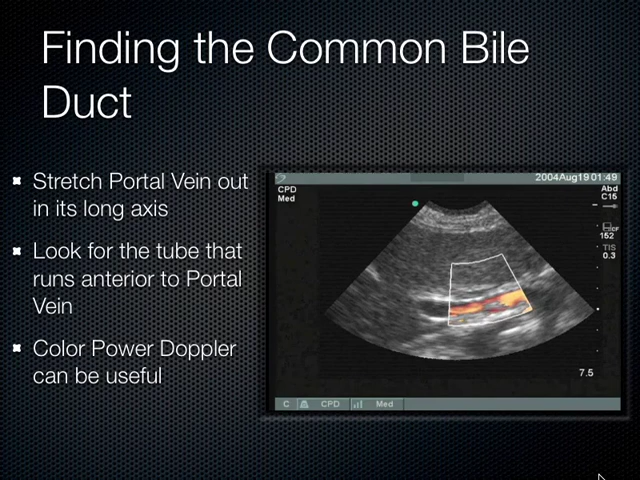 Finding the Common Bile
Duct
Stretch Portal Vein out
in its long axis
Look for the tube that
runs anterior to Portal
Vein
Color Power Doppler
can be useful
2004Aug19 01:49
CPD
Med
Abd
C15
152
TIS
0.3
7.5
C CPD Med